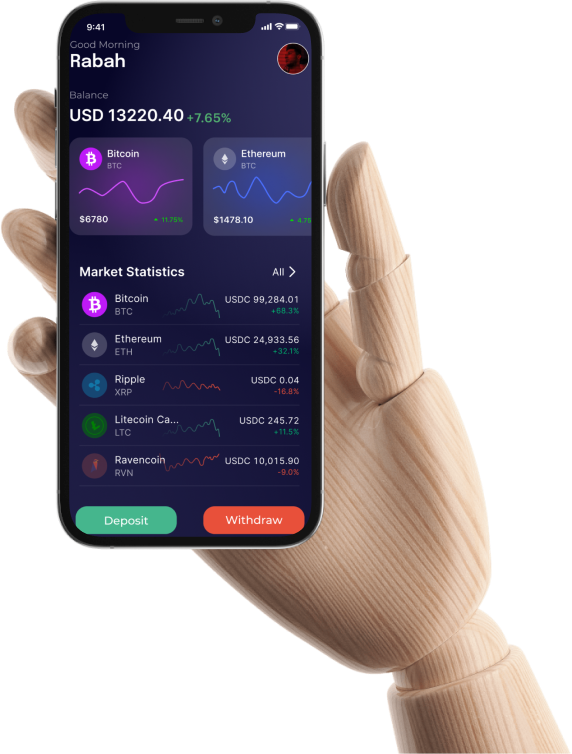 9:41
Good Morning
Rabah
Balance
USD 13220.40 +7.65%
Bitcoin
BTC
$6780
11.75%
Ethereum
BTC
$1478.10
4.75
Market Statistics
All
Bitcoin
BTC
USDC 99,284.01
+68.3%
Ethereum
ETH
USDC 24,933.56
+32.1%
Ripple
XRP
USDC 0.04
-16.8%
Litecoin Ca...
LTC
USDC 245.72
+11.5%
Ravencoin
RVN
USDC 10,015.90
-9.0%
Deposit
Withdraw